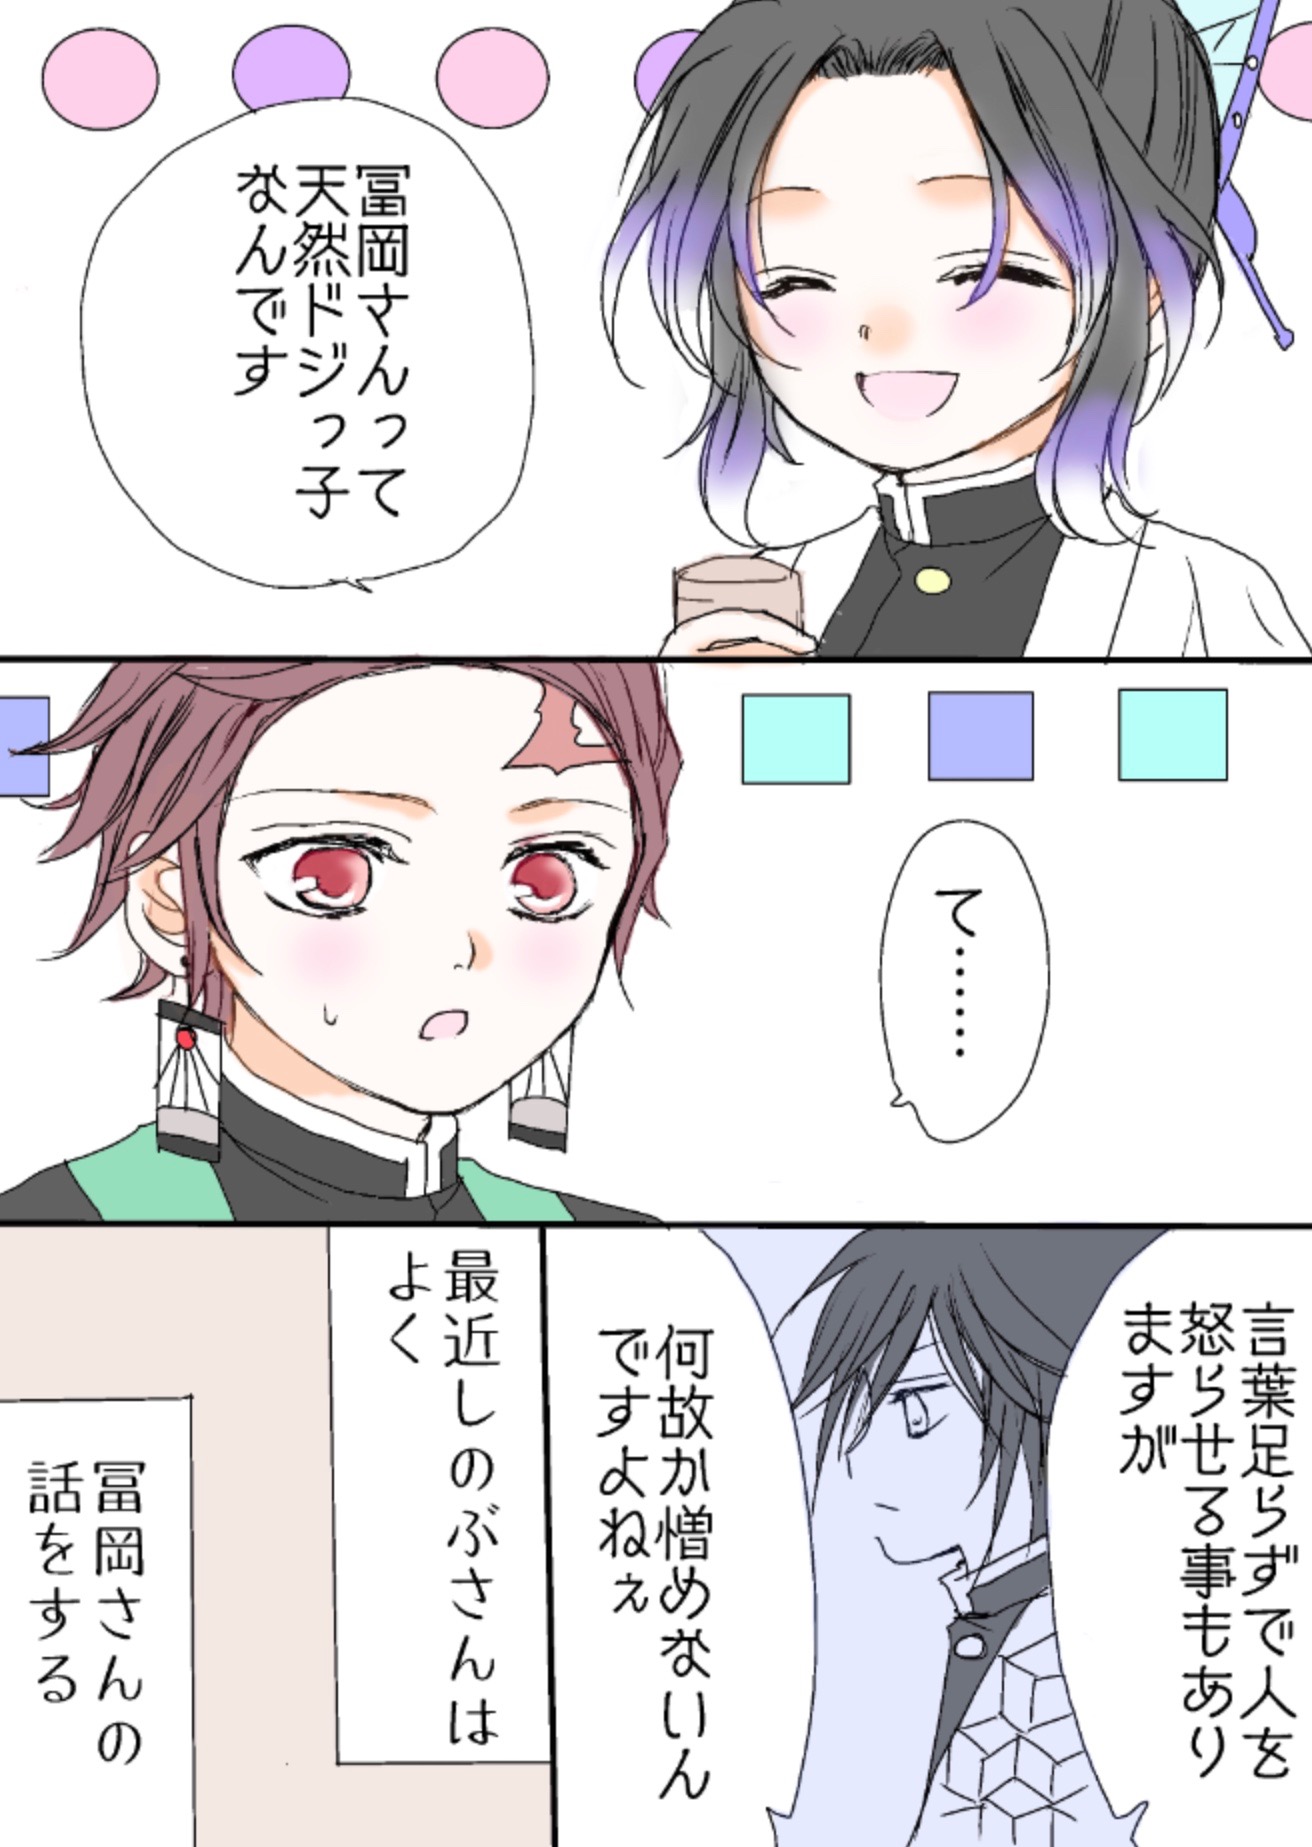 冨岡さんって
天然ドジっ子
なんです
て………
言葉足らずで人を
怒らせる事もあり
ますが
何故か憎めないん
ですよねぇ
最近しのぶさんは
よく
冨岡さんの
話をする